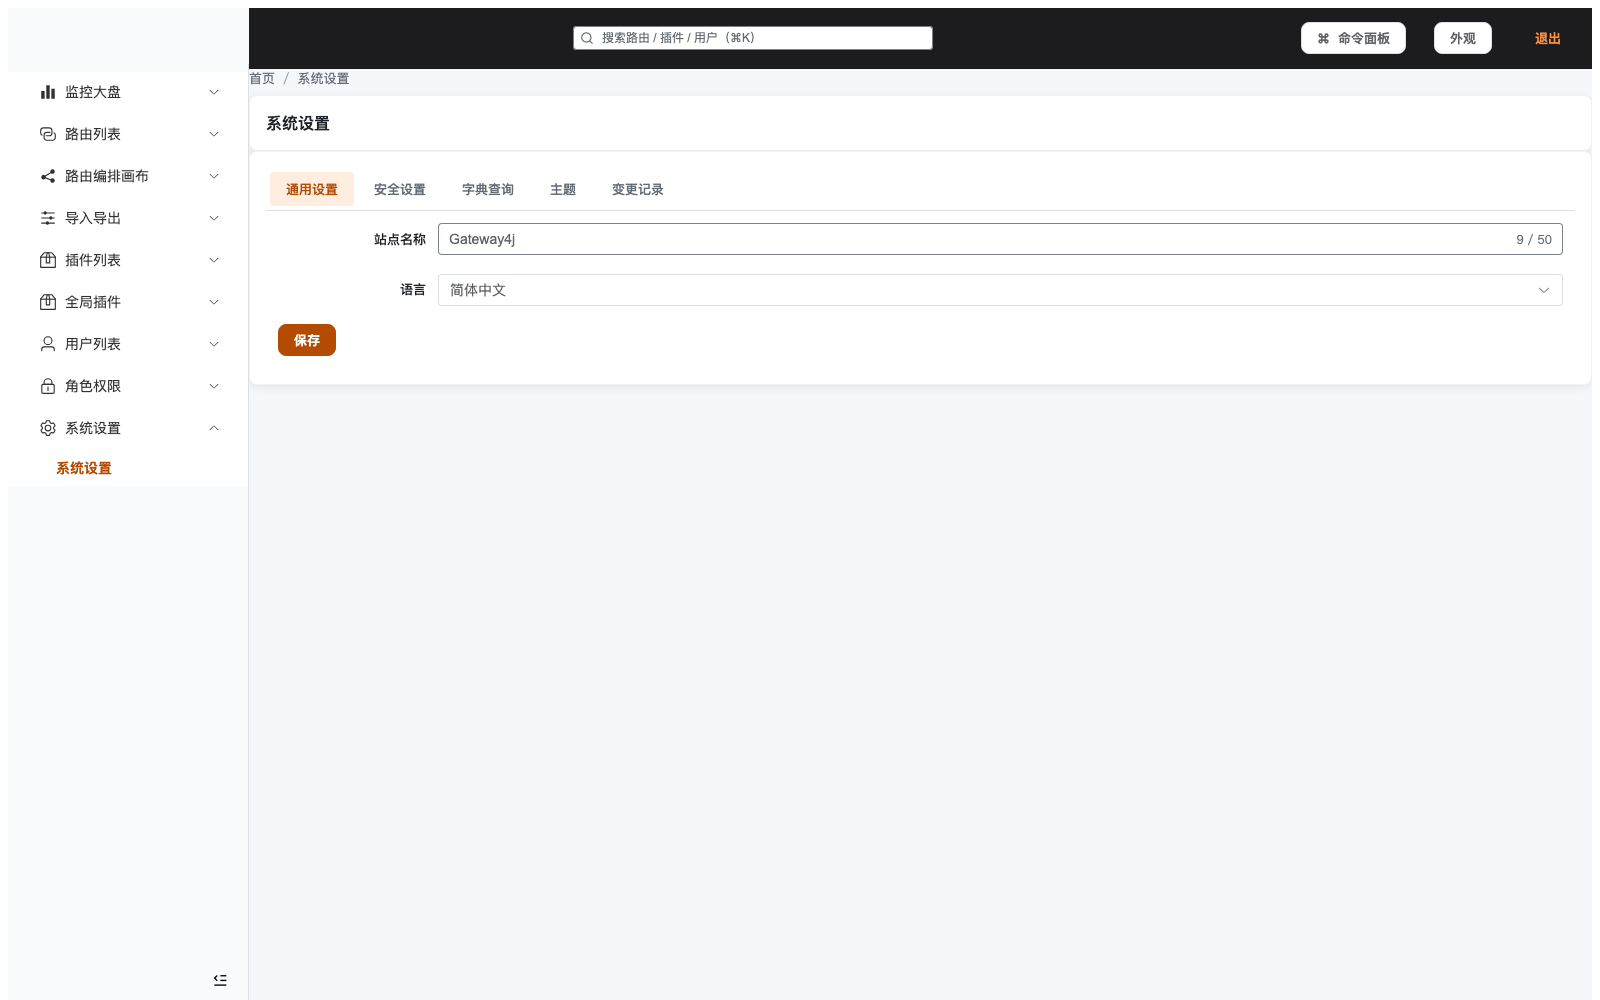 搜索路由 / 插件 / 用户（⌘K）
⌘ 命令面板
外观
退出
监控大盘
路由列表
路由编排画布
导入导出
插件列表
全局插件
用户列表
角色权限
系统设置
系统设置
首页 / 系统设置
系统设置
通用设置 安全设置 字典查询 主题 变更记录
站点名称 Gateway4j 9 / 50
语言 简体中文
保存